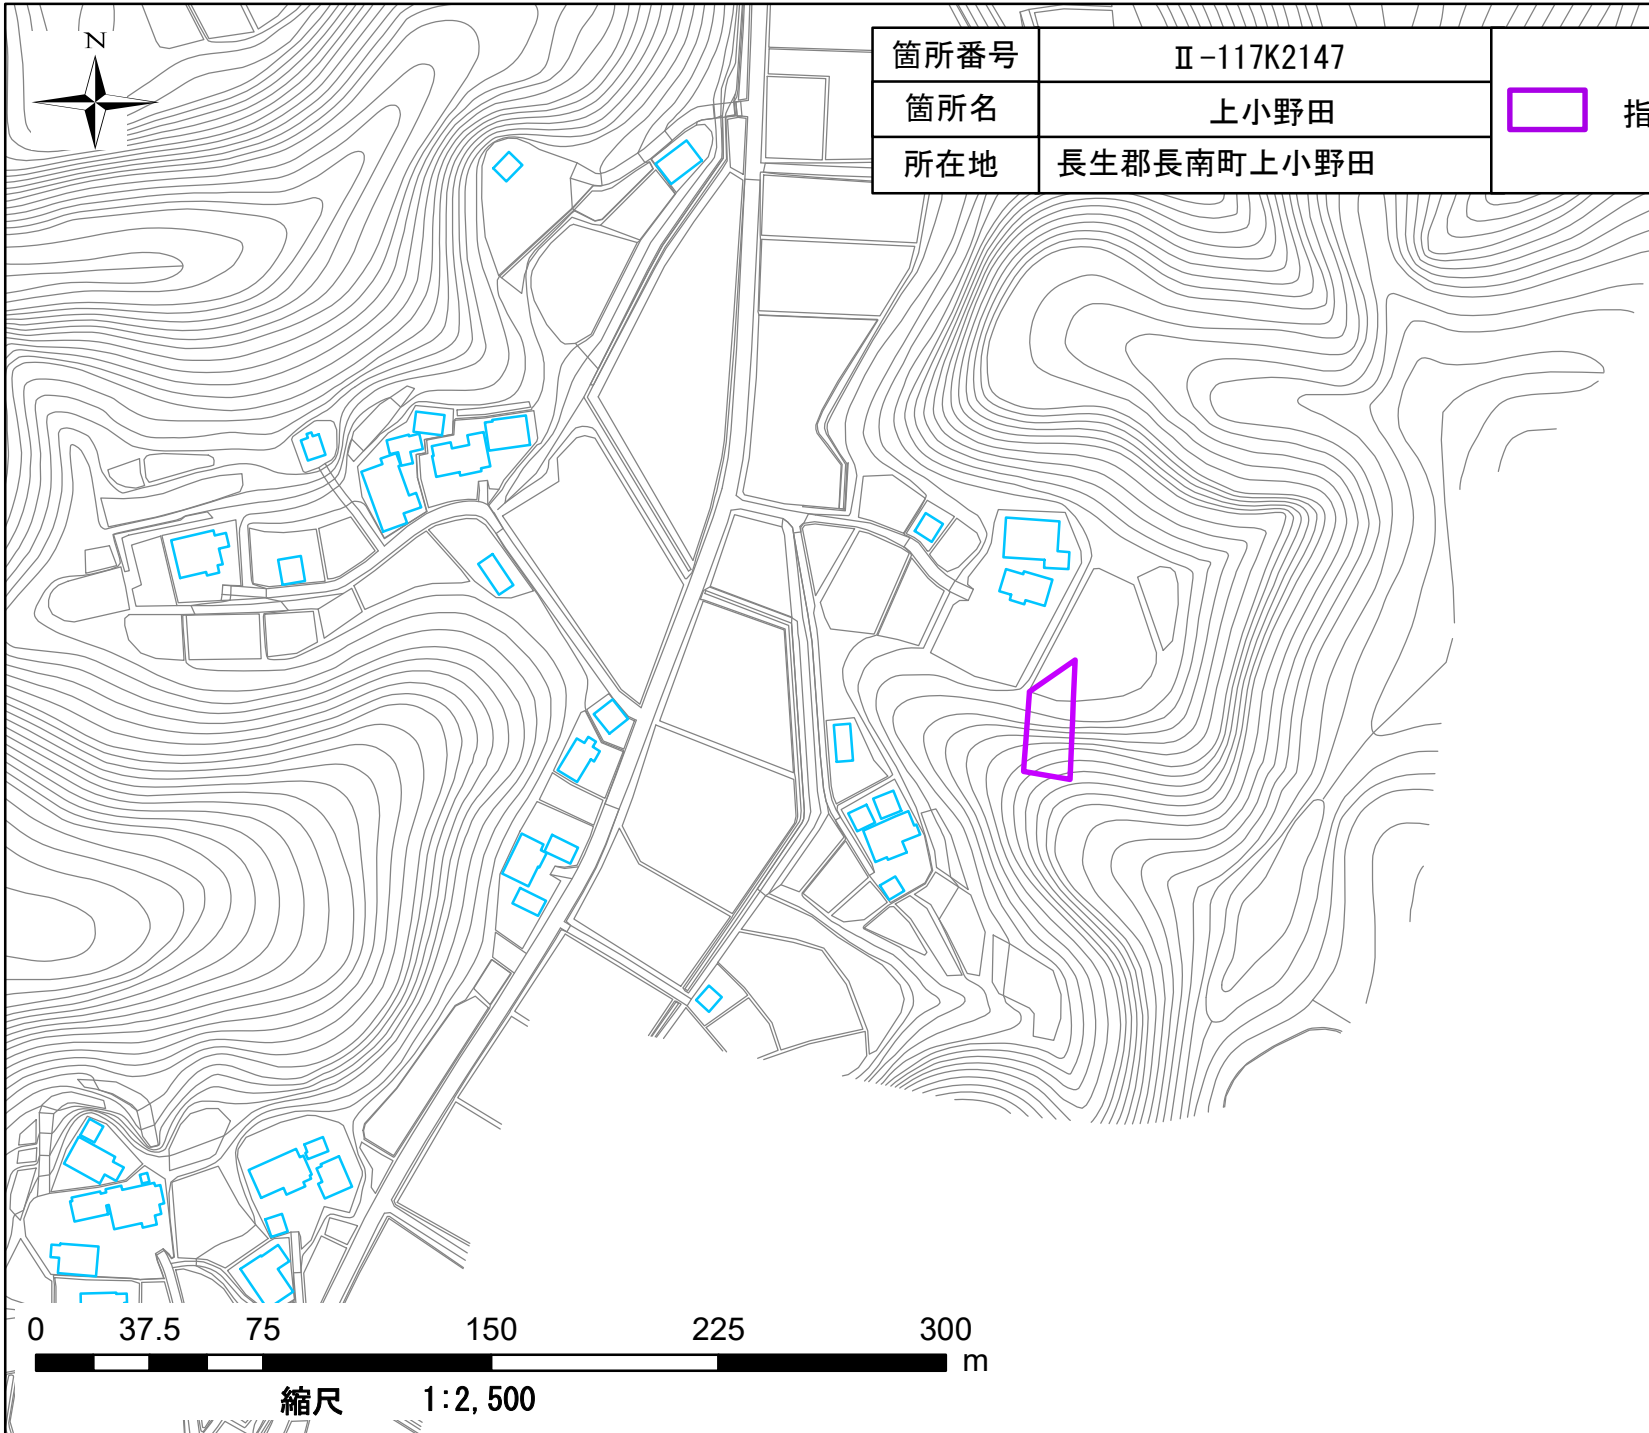 N
箇所番号 Ⅱ-117K2147
箇所名 上小野田
所在地 長生郡長南町上小野田
指
0 37.5 75 150 225 300
m
縮尺 1:2,500